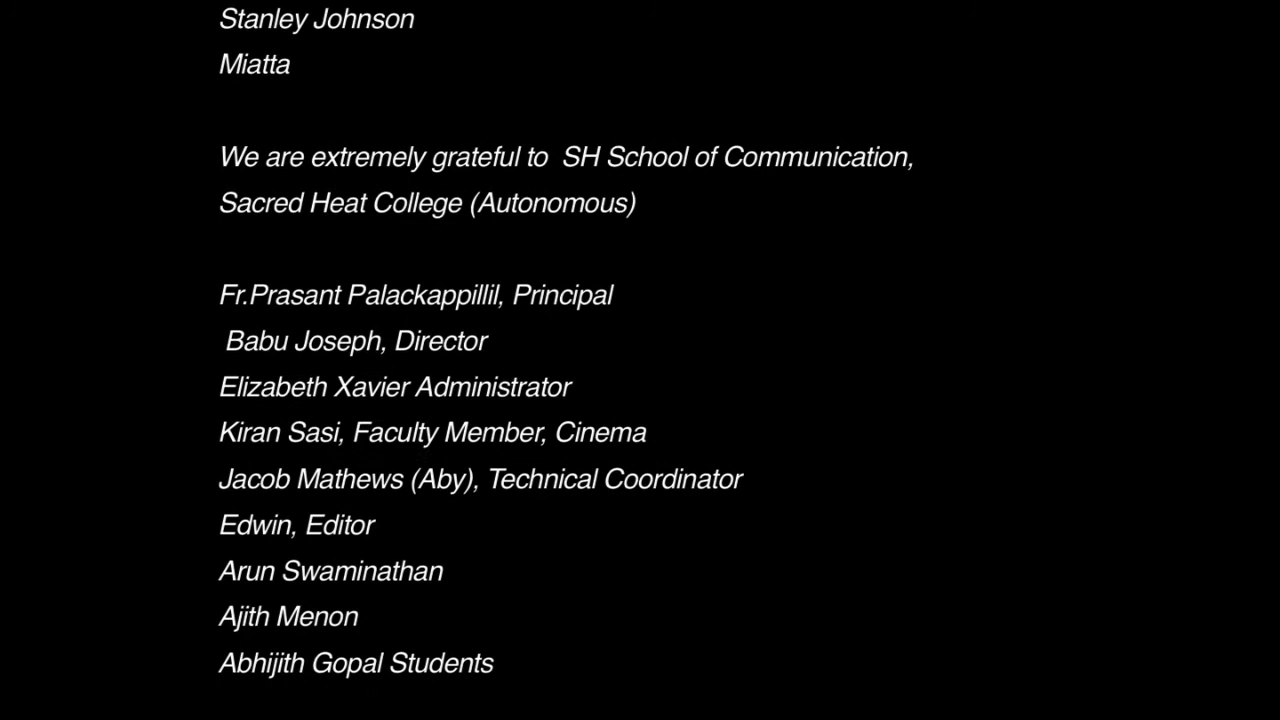 Stanley Johnson
Miatta
We are extremely grateful to  SH School of Communication,
Sacred Heat College (Autonomous)
Fr.Prasant Palackappillil, Principal
Babu Joseph, Director
Elizabeth Xavier Administrator
Kiran Sasi, Faculty Member, Cinema
Jacob Mathews (Aby), Technical Coordinator
Edwin, Editor
Arun Swaminathan
Ajith Menon
Abhijith Gopal Students